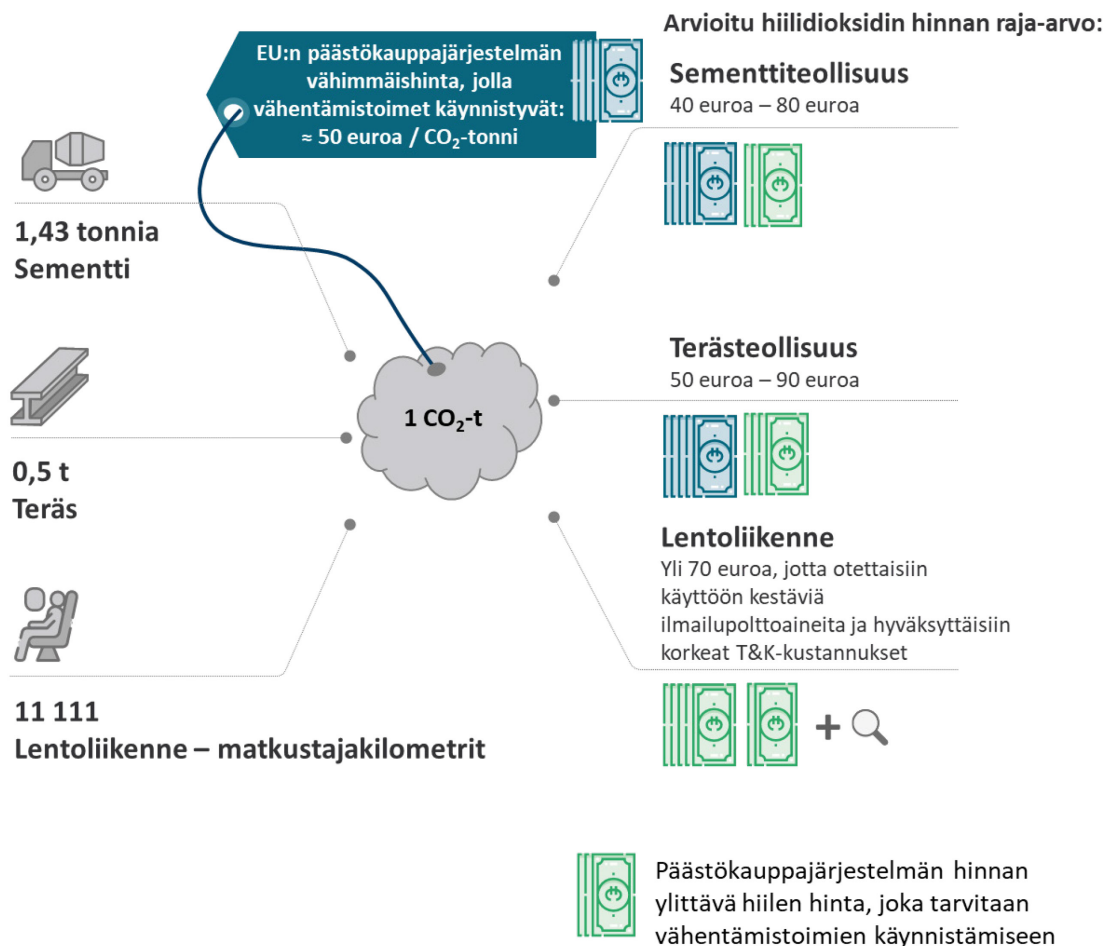 Arvioitu hiilidioksidin hinnan raja-arvo:
EU:n päästökauppajärjestelmän
vähimmäishinta, jolla
vähentämistoimet käynnistyvät:
≈ 50 euroa / CO₂-tonni
Sementtiteollisuus
40 euroa – 80 euroa
1,43 tonnia
Sementti
Terästeollisuus
50 euroa – 90 euroa
1 CO₂-t
0,5 t
Teräs
Lentoliikenne
Yli 70 euroa, jotta otettaisiin
käyttöön kestäviä
ilmailupolttoaineita ja hyväksyttäisiin
korkeat T&K-kustannukset
11 111
Lentoliikenne – matkustajakilometrit
Päästökauppajärjestelmän hinnan
ylittävä hiilen hinta, joka tarvitaan
vähentämistoimien käynnistämiseen